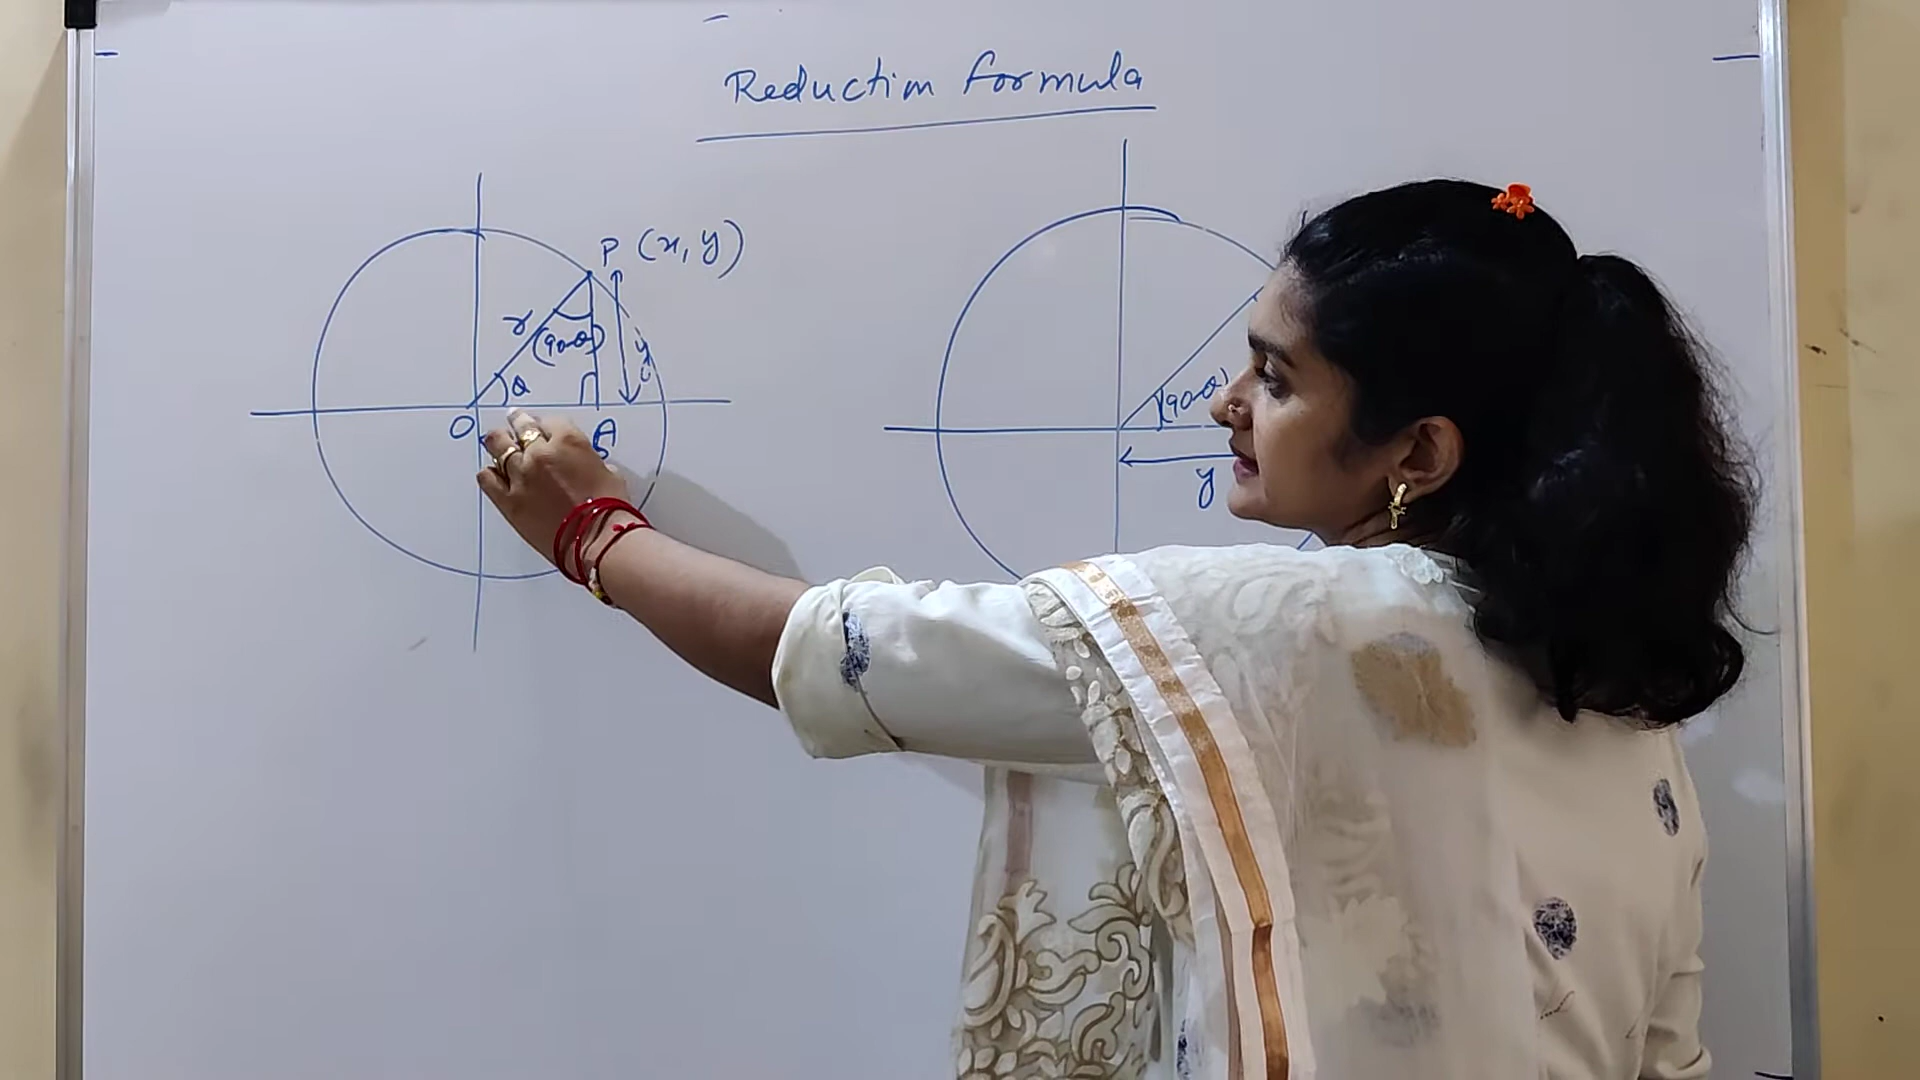 Reduction formula
P (x, y)
r
(90-θ)
y
θ
O
A
(90-θ)
y